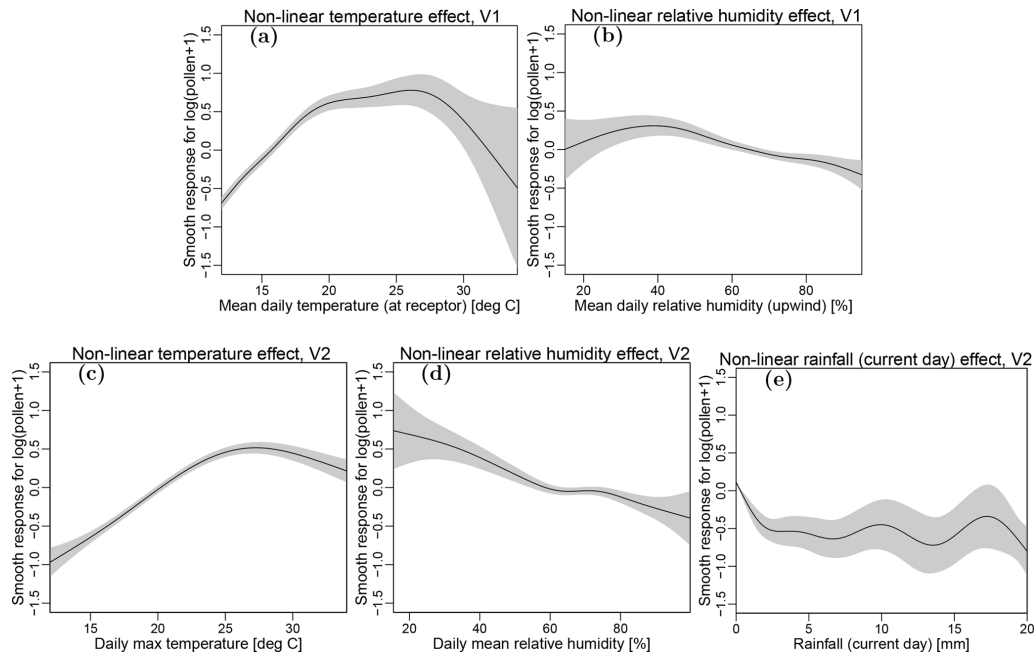 Non-linear temperature effect, V1
(a)
Smooth response for log(pollen+1)
1.5
1.0
0.5
0.0
−0.5
−1.0
−1.5
15 20 25 30
Mean daily temperature (at receptor) [deg C]
Non-linear relative humidity effect, V1
(b)
Smooth response for log(pollen+1)
1.5
1.0
0.5
0.0
−0.5
−1.0
−1.5
20 40 60 80
Mean daily relative humidity (upwind) [%]
Non-linear temperature effect, V2
(c)
Smooth response for log(pollen+1)
1.5
1.0
0.5
0.0
−0.5
−1.0
−1.5
15 20 25 30
Daily max temperature [deg C]
Non-linear relative humidity effect, V2
(d)
Smooth response for log(pollen+1)
1.5
1.0
0.5
0.0
−0.5
−1.0
−1.5
20 40 60 80
Daily mean relative humidity [%]
Non-linear rainfall (current day) effect, V2
(e)
Smooth response for log(pollen+1)
1.5
1.0
0.5
0.0
−0.5
−1.0
−1.5
0 5 10 15 20
Rainfall (current day) [mm]